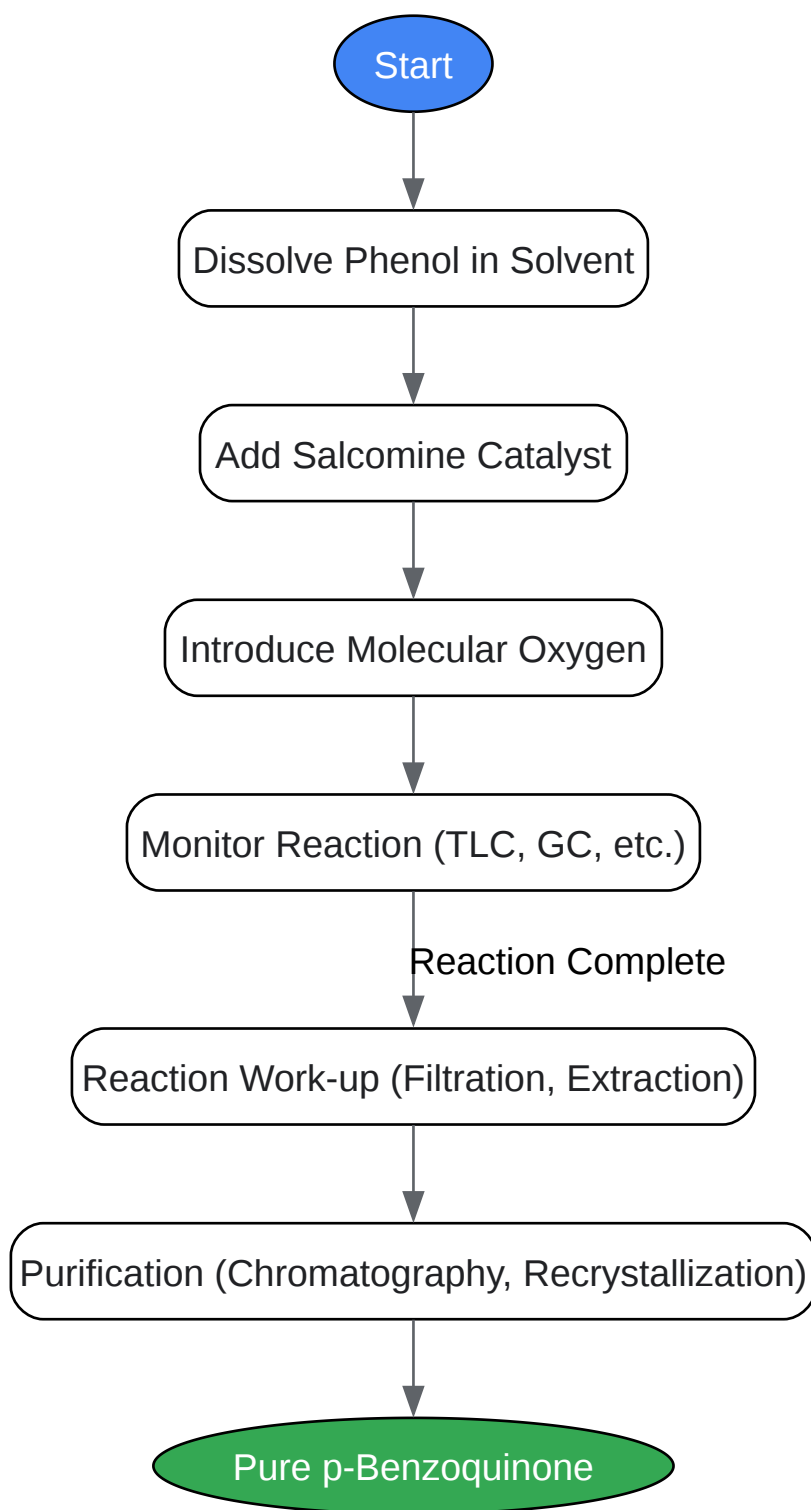 Start
Dissolve Phenol in Solvent
Add Salcomine Catalyst
Introduce Molecular Oxygen
Monitor Reaction (TLC, GC, etc.)
Reaction Complete
Reaction Work-up (Filtration, Extraction)
Purification (Chromatography, Recrystallization)
Pure p-Benzoquinone